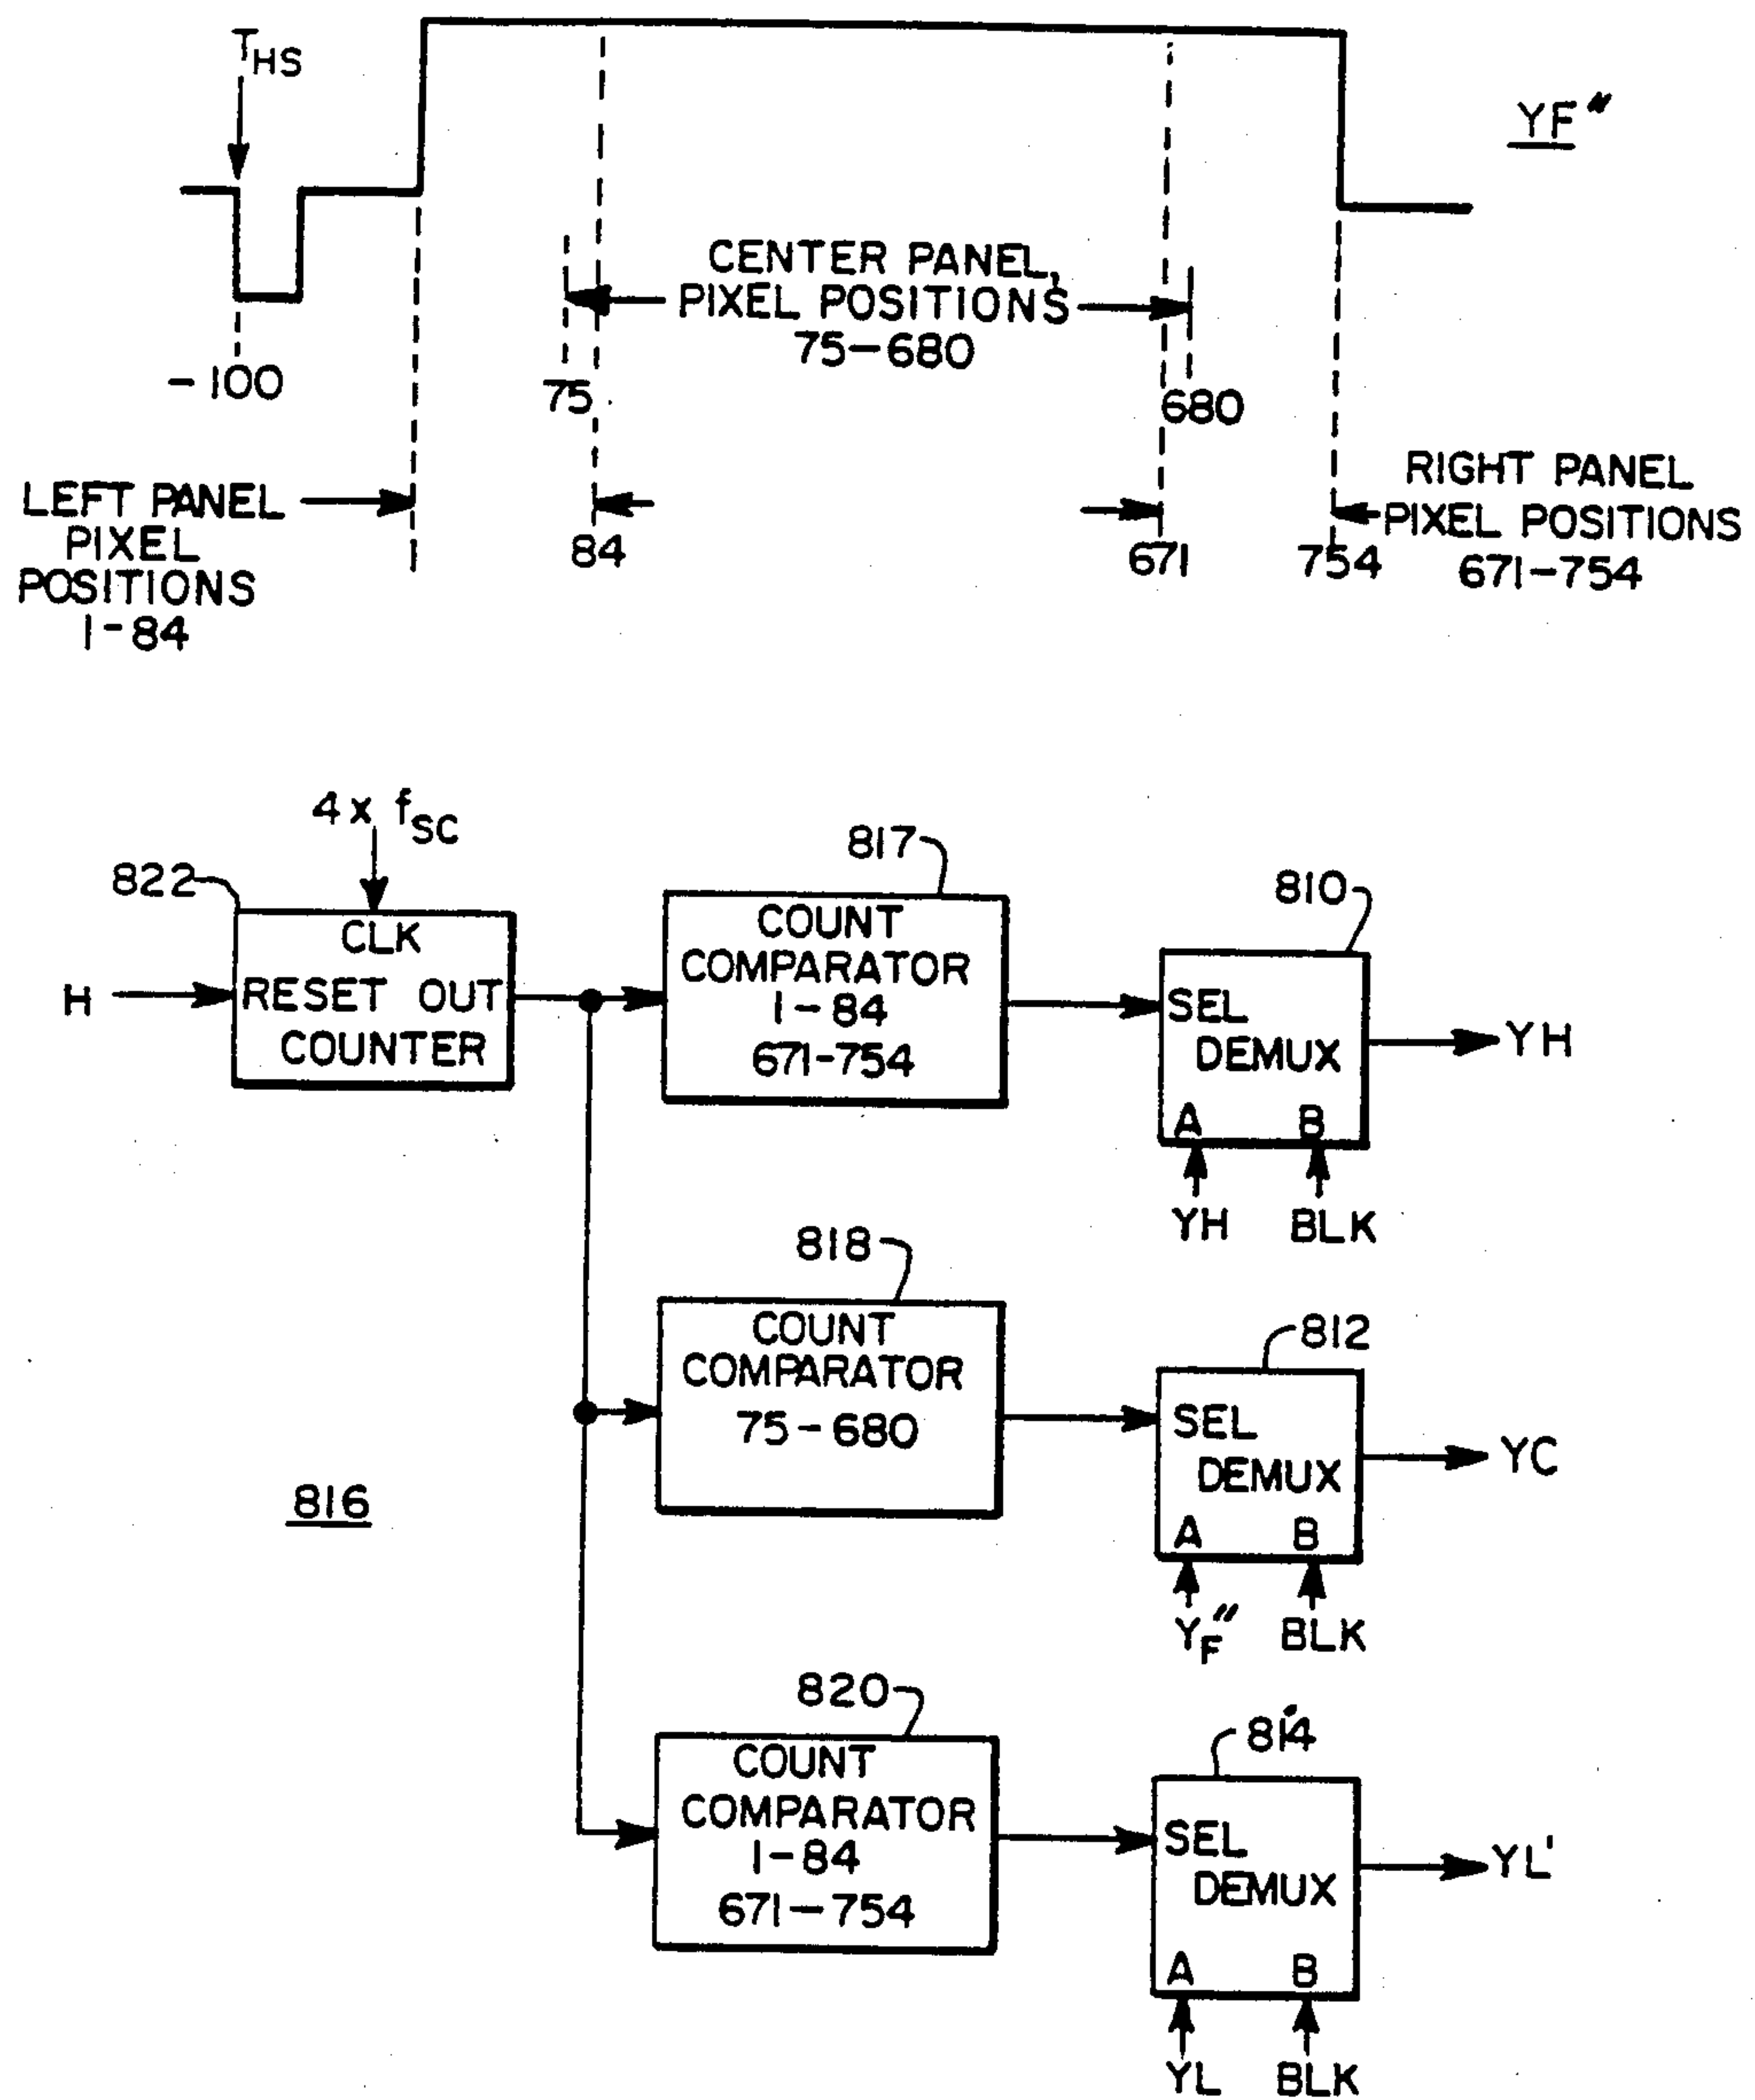 THS
YF"
CENTER PANEL,
PIXEL POSITIONS
75-680
-100
75
680
LEFT PANEL
PIXEL
POSITIONS
1-84
84
671
754
RIGHT PANEL
PIXEL POSITIONS
671-754
4 x fSC
822
CLK
H
RESET OUT
COUNTER
817
COUNT
COMPARATOR
1-84
671-754
810
SEL
DEMUX
A B
YH
YH BLK
818
COUNT
COMPARATOR
75-680
812
SEL
DEMUX
A B
YC
YF" BLK
816
820
COUNT
COMPARATOR
1-84
671-754
814
SEL
DEMUX
A B
YL'
YL BLK